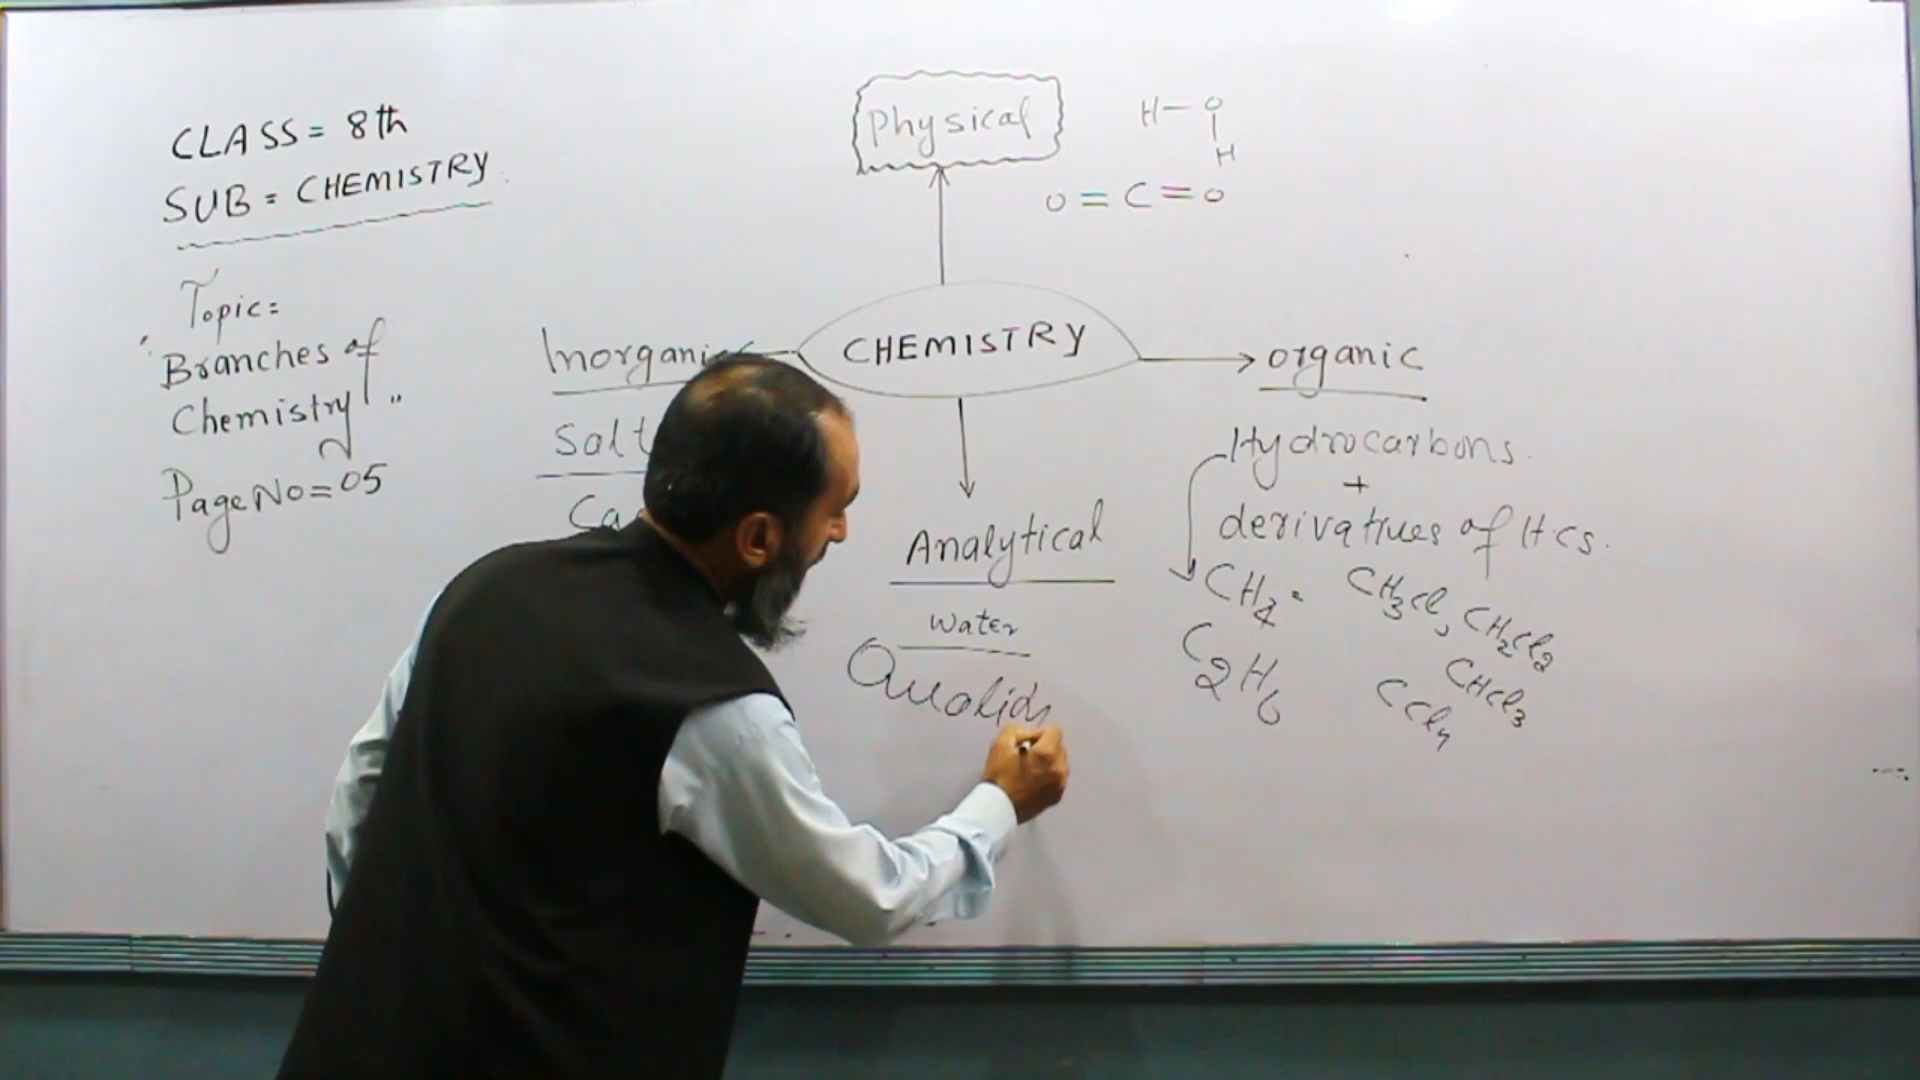 CLASS = 8th
SUB = CHEMISTRY
Topic:
Branches of
Chemistry"
Page No = 05
Physical
H—O
|
H
O=C=O
CHEMISTRY
Inorganic
Salt
Ca
Analytical
Water
organic
Hydrocarbons.
+
derivatives of HCs.
CH4. CH3Cl, CH2Cl2
C2H6 CHCl3
CCl4